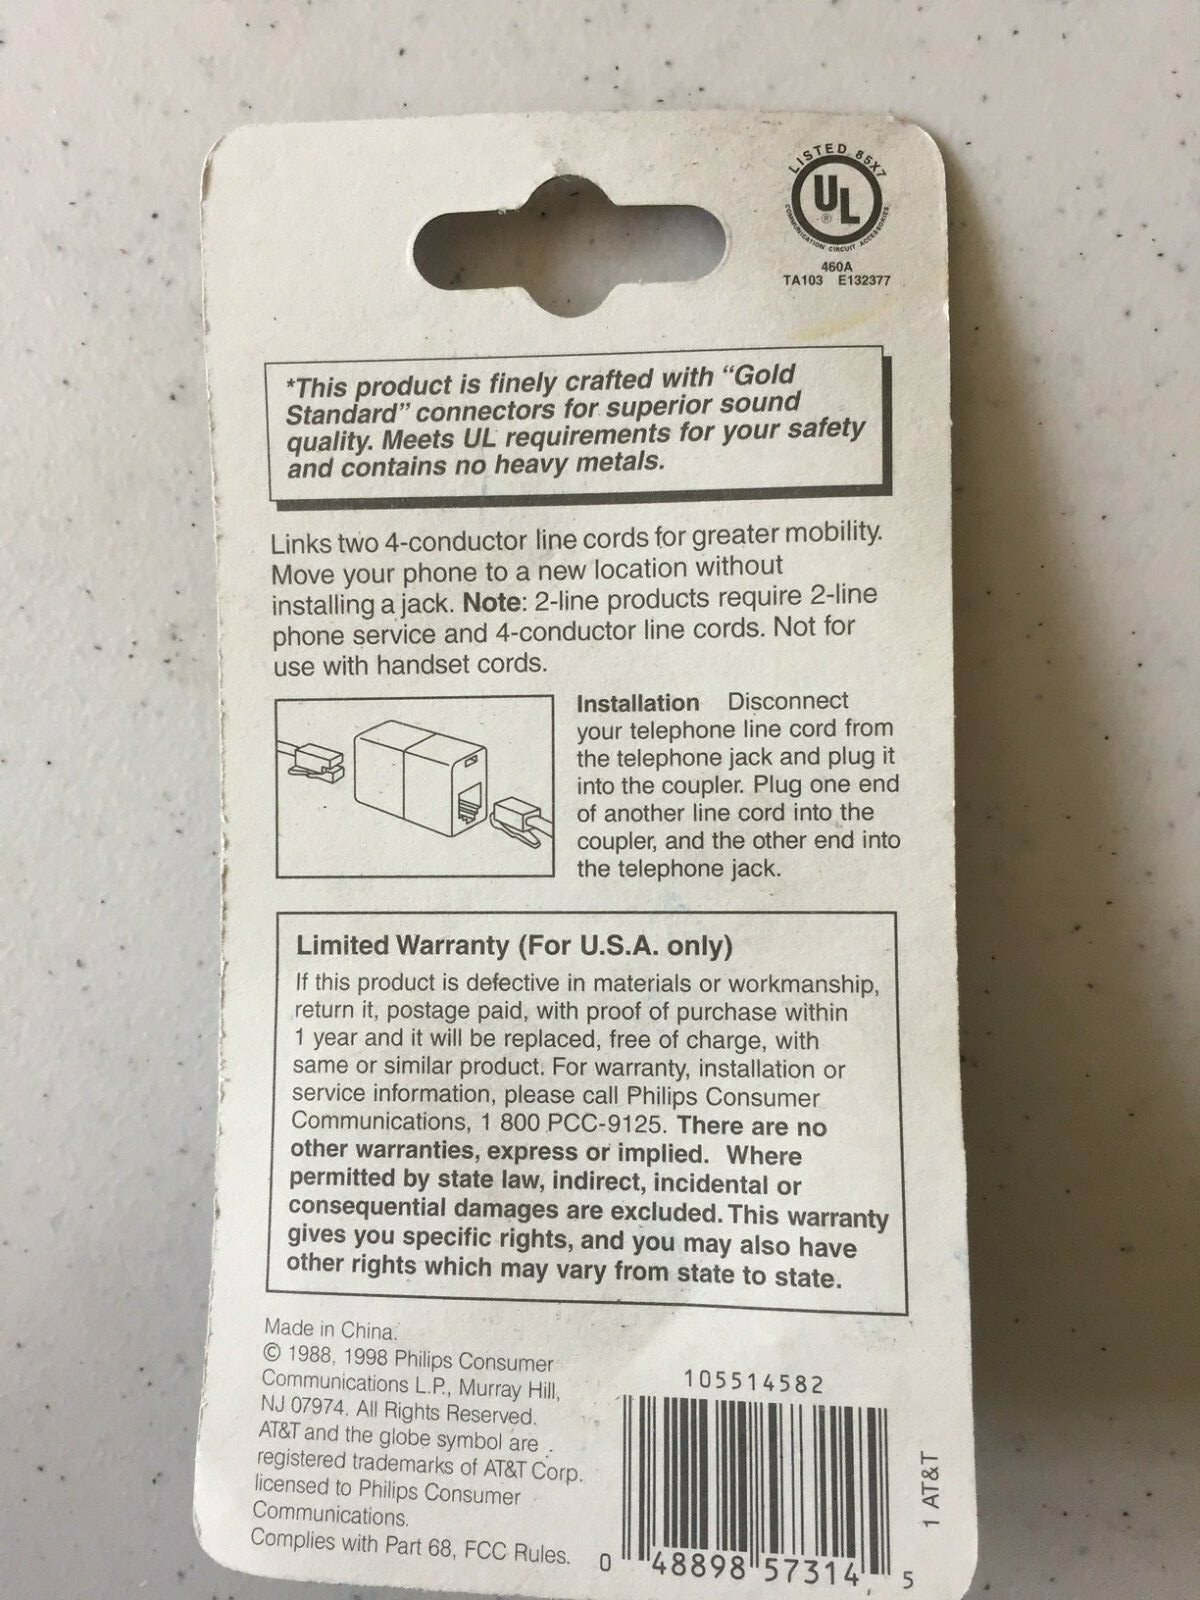 LISTED 85X7
UL
®
COMMUNICATION CIRCUIT ACCESSORIES
460A
TA103 E132377
*This product is finely crafted with “Gold
Standard” connectors for superior sound
quality. Meets UL requirements for your safety
and contains no heavy metals.
Links two 4-conductor line cords for greater mobility.
Move your phone to a new location without
installing a jack. Note: 2-line products require 2-line
phone service and 4-conductor line cords. Not for
use with handset cords.
Installation Disconnect
your telephone line cord from
the telephone jack and plug it
into the coupler. Plug one end
of another line cord into the
coupler, and the other end into
the telephone jack.
Limited Warranty (For U.S.A. only)
If this product is defective in materials or workmanship,
return it, postage paid, with proof of purchase within
1 year and it will be replaced, free of charge, with
same or similar product. For warranty, installation or
service information, please call Philips Consumer
Communications, 1 800 PCC-9125. There are no
other warranties, express or implied. Where
permitted by state law, indirect, incidental or
consequential damages are excluded. This warranty
gives you specific rights, and you may also have
other rights which may vary from state to state.
Made in China.
© 1988, 1998 Philips Consumer
Communications L.P., Murray Hill,
NJ 07974. All Rights Reserved.
AT&T and the globe symbol are
registered trademarks of AT&T Corp.
licensed to Philips Consumer
Communications.
Complies with Part 68, FCC Rules.
105514582
0 48898 57314 5
1 AT&T